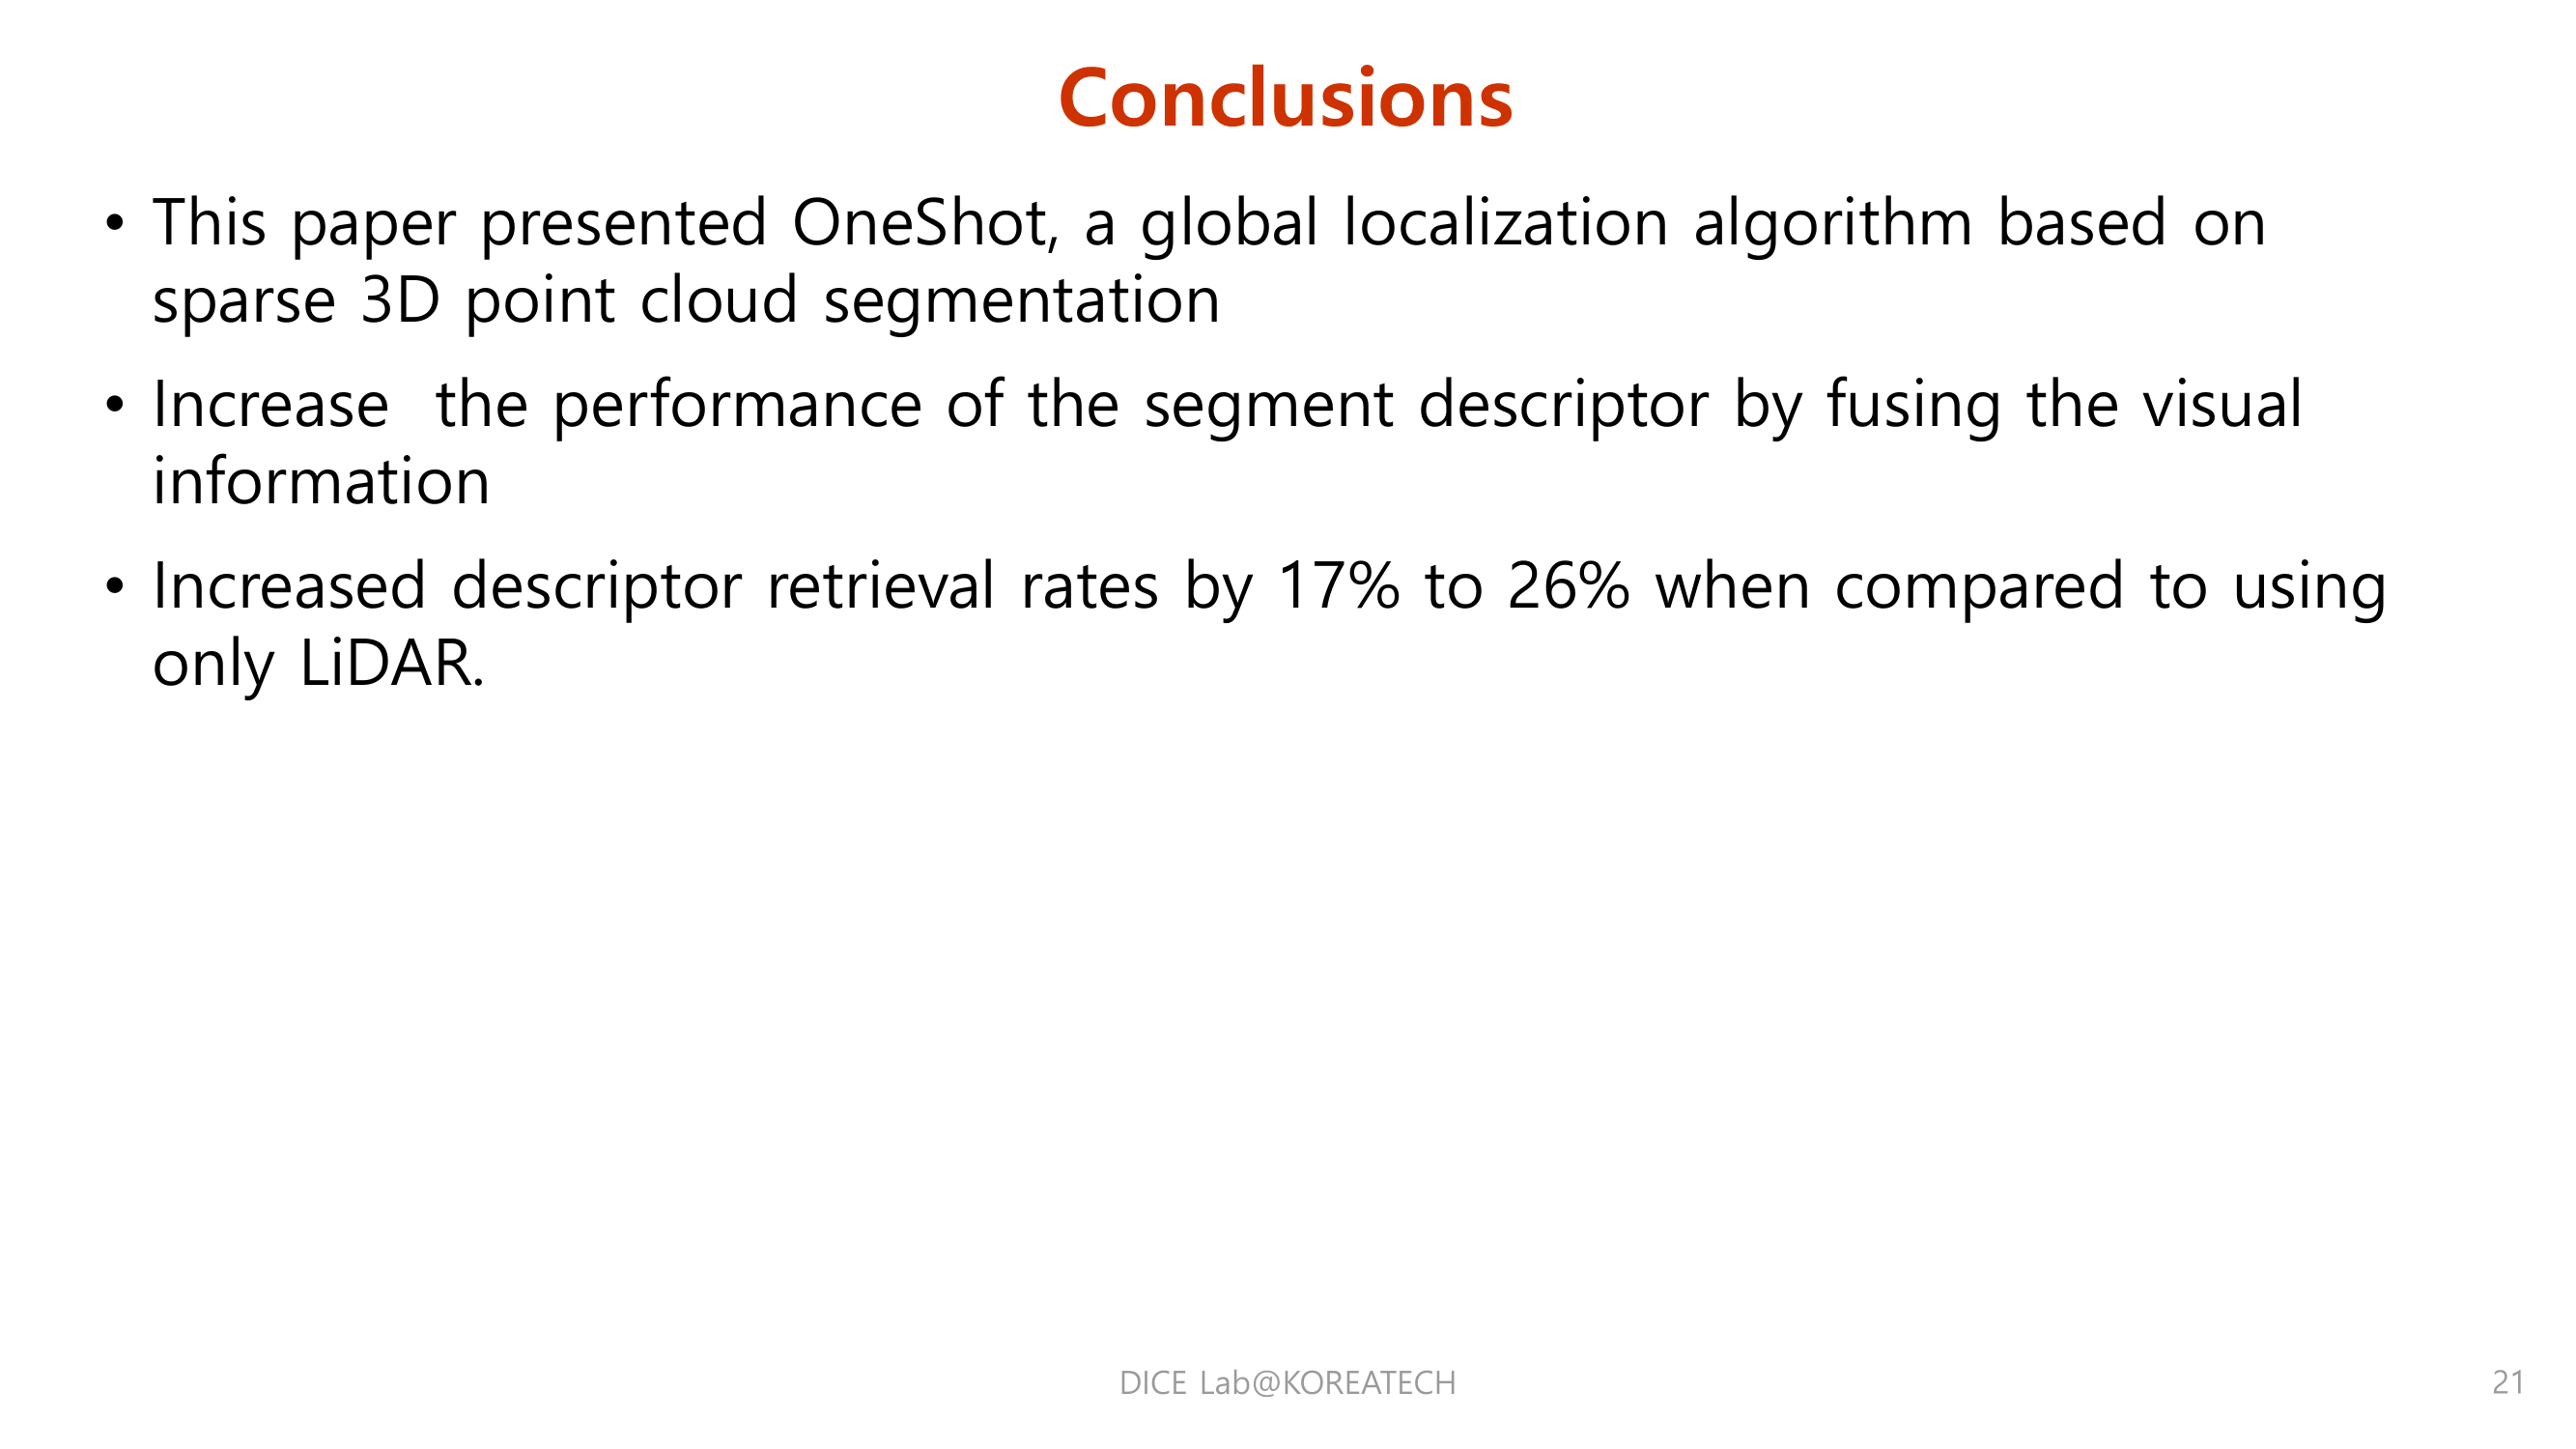 Conclusions
• This paper presented OneShot, a global localization algorithm based on
sparse 3D point cloud segmentation
• Increase  the performance of the segment descriptor by fusing the visual
information
• Increased descriptor retrieval rates by 17% to 26% when compared to using
only LiDAR.
DICE Lab@KOREATECH
21